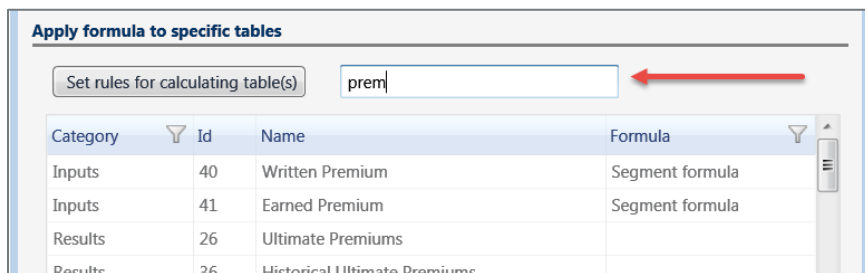 Apply formula to specific tables
Set rules for calculating table(s) prem
Category Id Name Formula
Inputs 40 Written Premium Segment formula
Inputs 41 Earned Premium Segment formula
Results 26 Ultimate Premiums
Results 36 Historical Ultimate Premiums